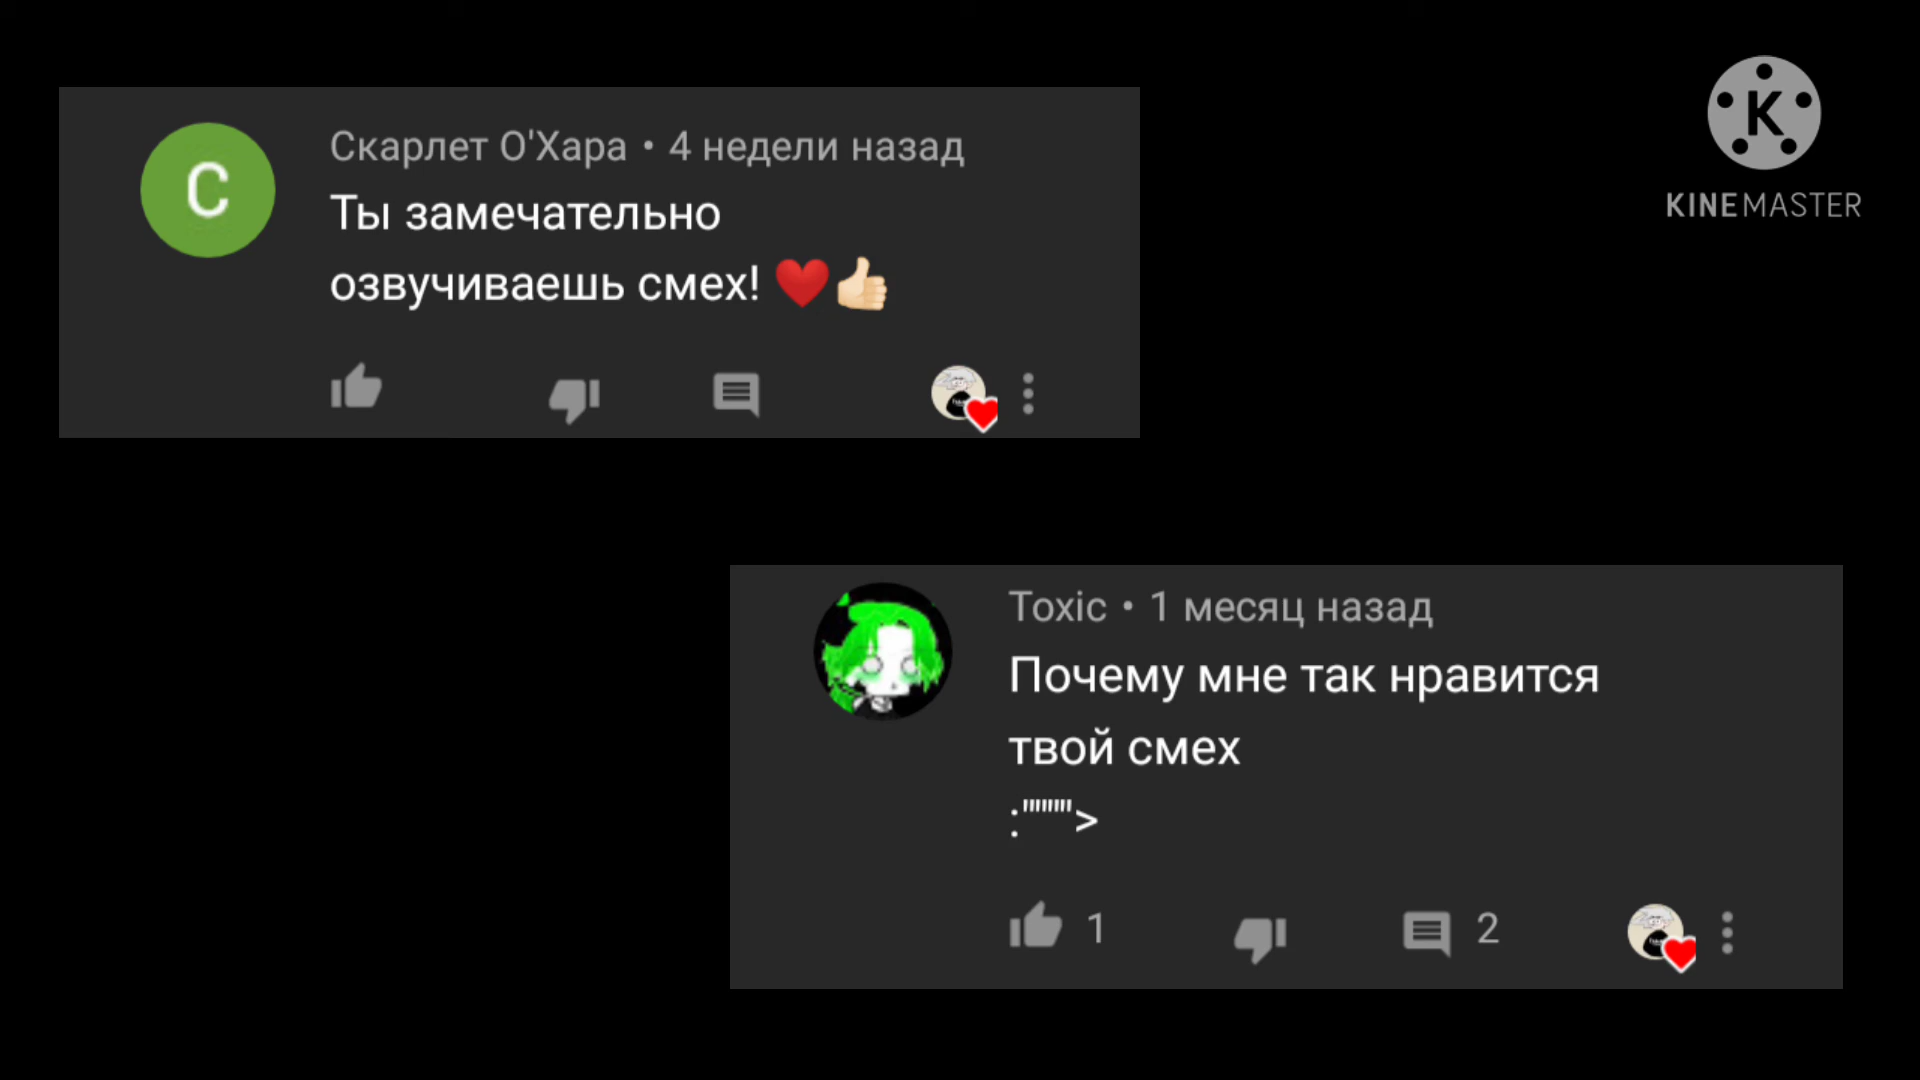 Скарлет О'Хара • 4 недели назад
С
Ты замечательно
озвучиваешь смех! ❤️👍🏻
K
KINEMASTER
Toxic • 1 месяц назад
Почему мне так нравится
твой смех
:"""">
1
2